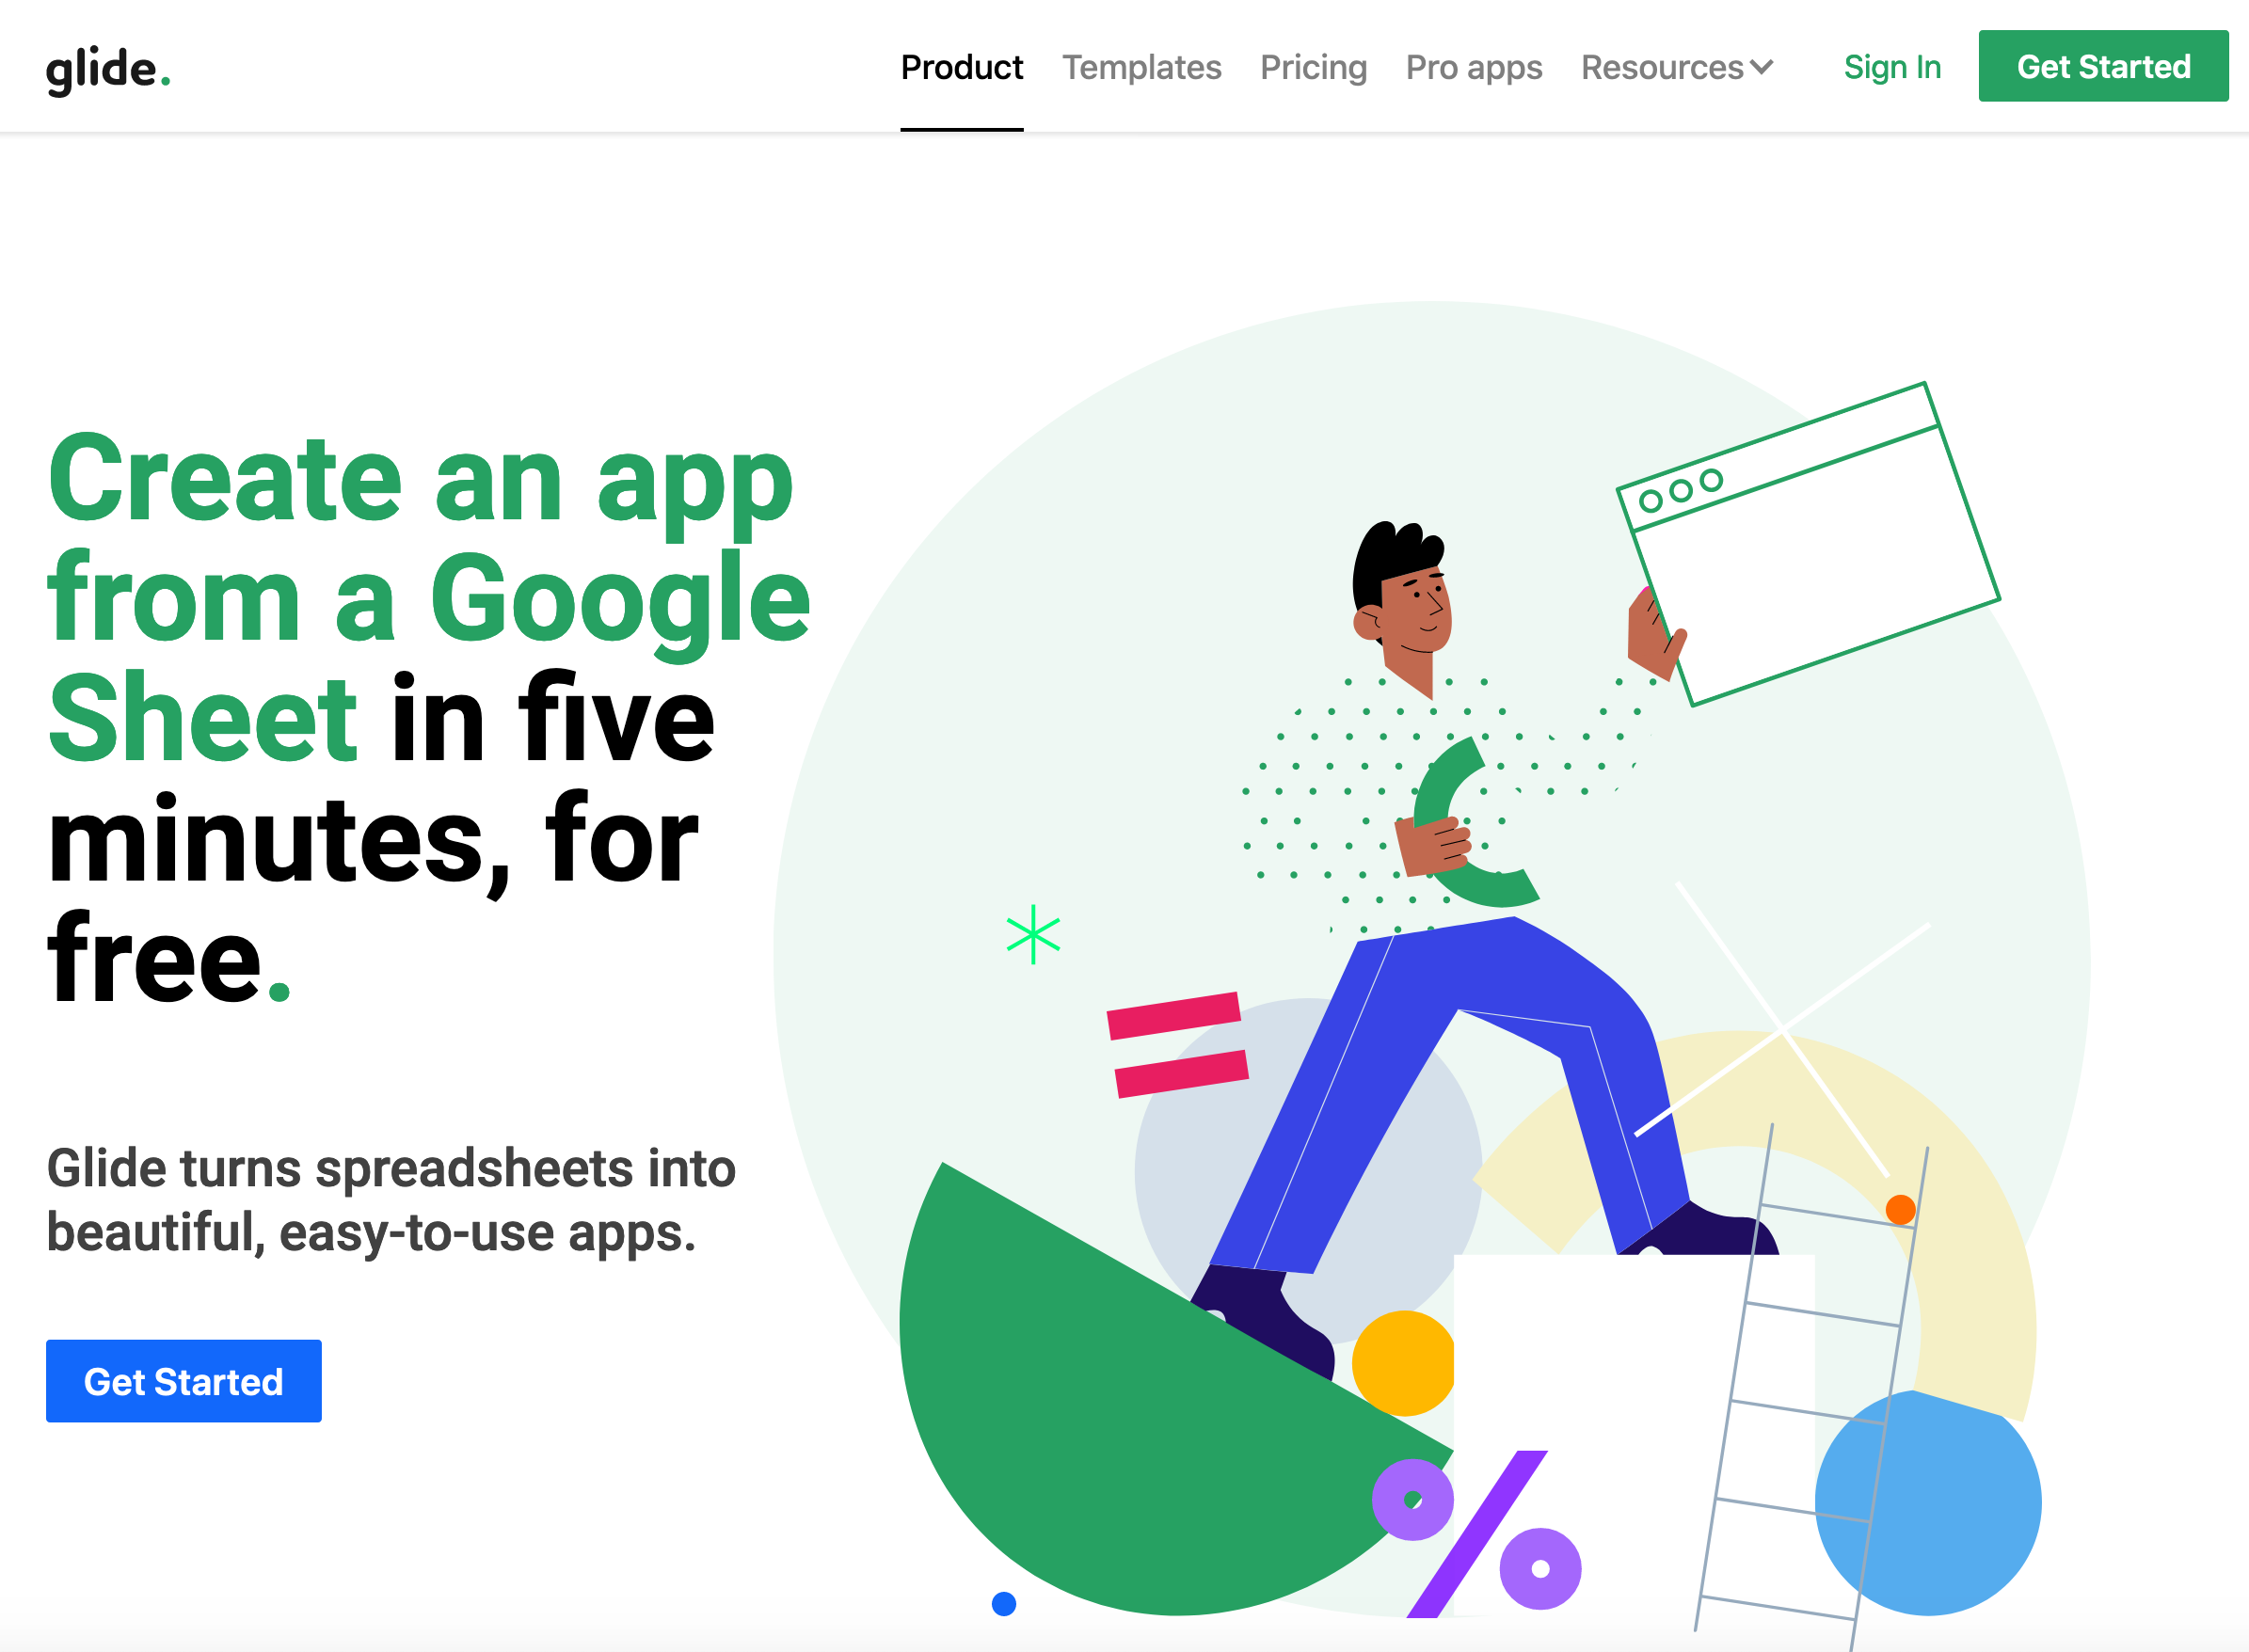 glide.
Product Templates Pricing Pro apps Resources Sign In Get Started
Create an app
from a Google
Sheet in five
minutes, for
free.
Glide turns spreadsheets into
beautiful, easy-to-use apps.
Get Started